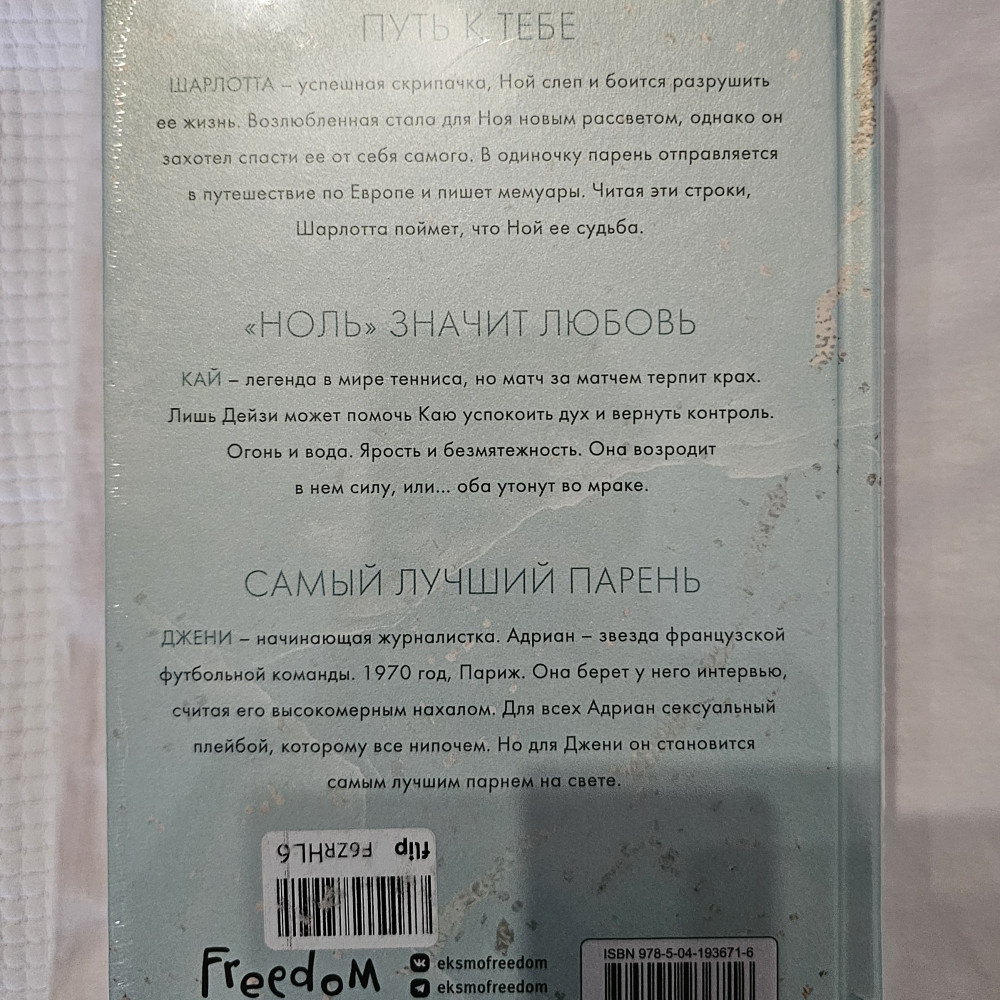 ПУТЬ К ТЕБЕ
ШАРЛОТТА – успешная скрипачка, Ной слеп и боится разрушить
ее жизнь. Возлюбленная стала для Ноя новым рассветом, однако он
захотел спасти ее от себя самого. В одиночку парень отправляется
в путешествие по Европе и пишет мемуары. Читая эти строки,
Шарлотта поймет, что Ной ее судьба.
«НОЛЬ» ЗНАЧИТ ЛЮБОВЬ
КАЙ – легенда в мире тенниса, но матч за матчем терпит крах.
Лишь Дейзи может помочь Каю успокоить дух и вернуть контроль.
Огонь и вода. Ярость и безмятежность. Она возродит
в нем силу, или... оба утонут во мраке.
САМЫЙ ЛУЧШИЙ ПАРЕНЬ
ДЖЕНИ – начинающая журналистка. Адриан – звезда французской
футбольной команды. 1970 год, Париж. Она берет у него интервью,
считая его высокомерным нахалом. Для всех Адриан сексуальный
плейбой, которому все нипочем. Но для Джени он становится
самым лучшим парнем на свете.
flip F6ZRHL6
Freedom
eksmofreedom
eksmofreedom
ISBN 978-5-04-193671-6